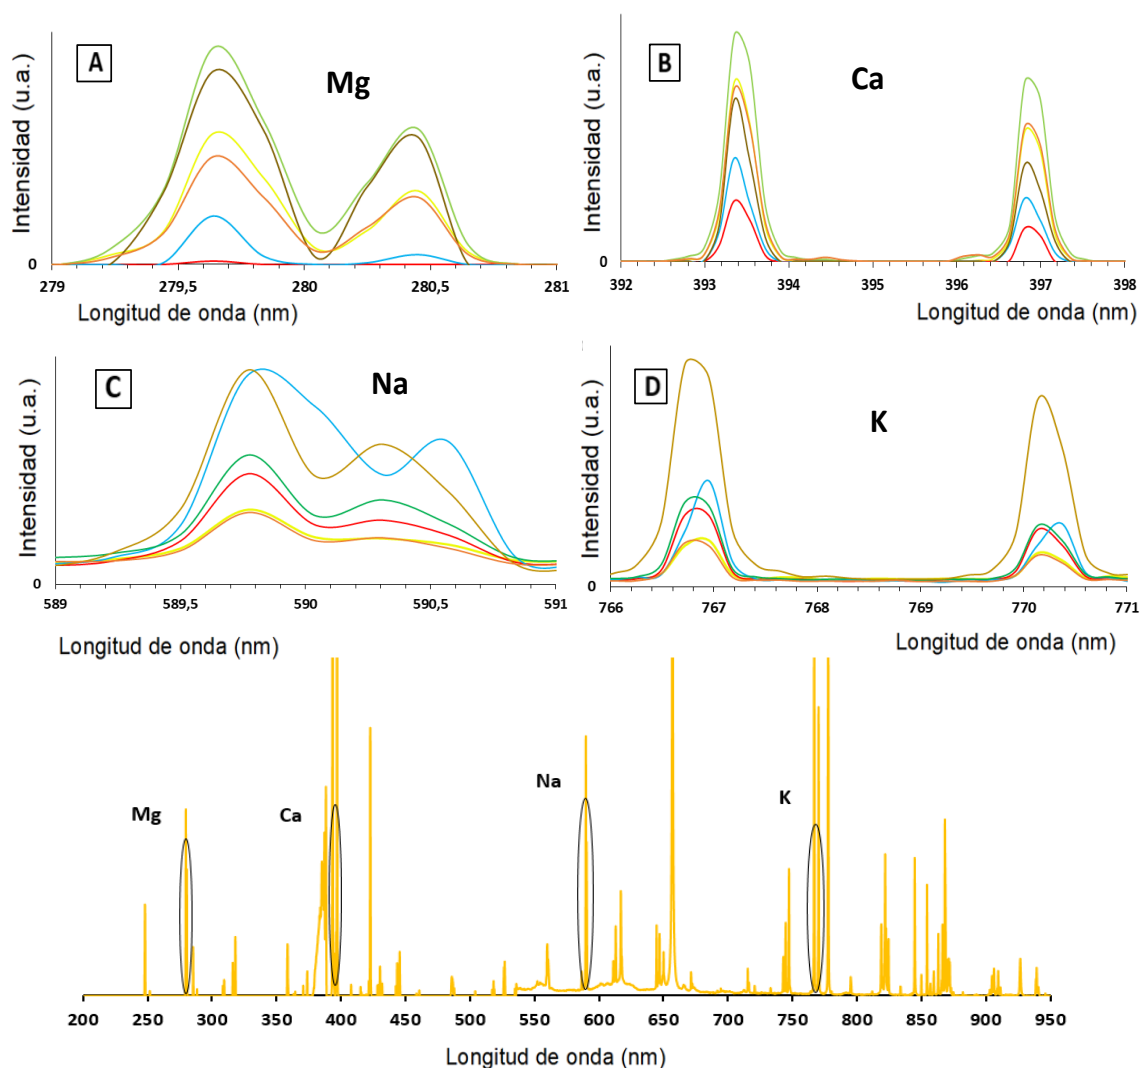 A
Mg
Intensidad (u.a.)
0
279
279,5
280
280,5
281
Longitud de onda (nm)
B
Ca
Intensidad (u.a.)
0
392
393
394
395
396
397
398
Longitud de onda (nm)
C
Na
Intensidad (u.a.)
0
589
589,5
590
590,5
591
Longitud de onda (nm)
D
K
Intensidad (u.a.)
0
766
767
768
769
770
771
Longitud de onda (nm)
Mg
Ca
Na
K
200
250
300
350
400
450
500
550
600
650
700
750
800
850
900
950
Longitud de onda (nm)